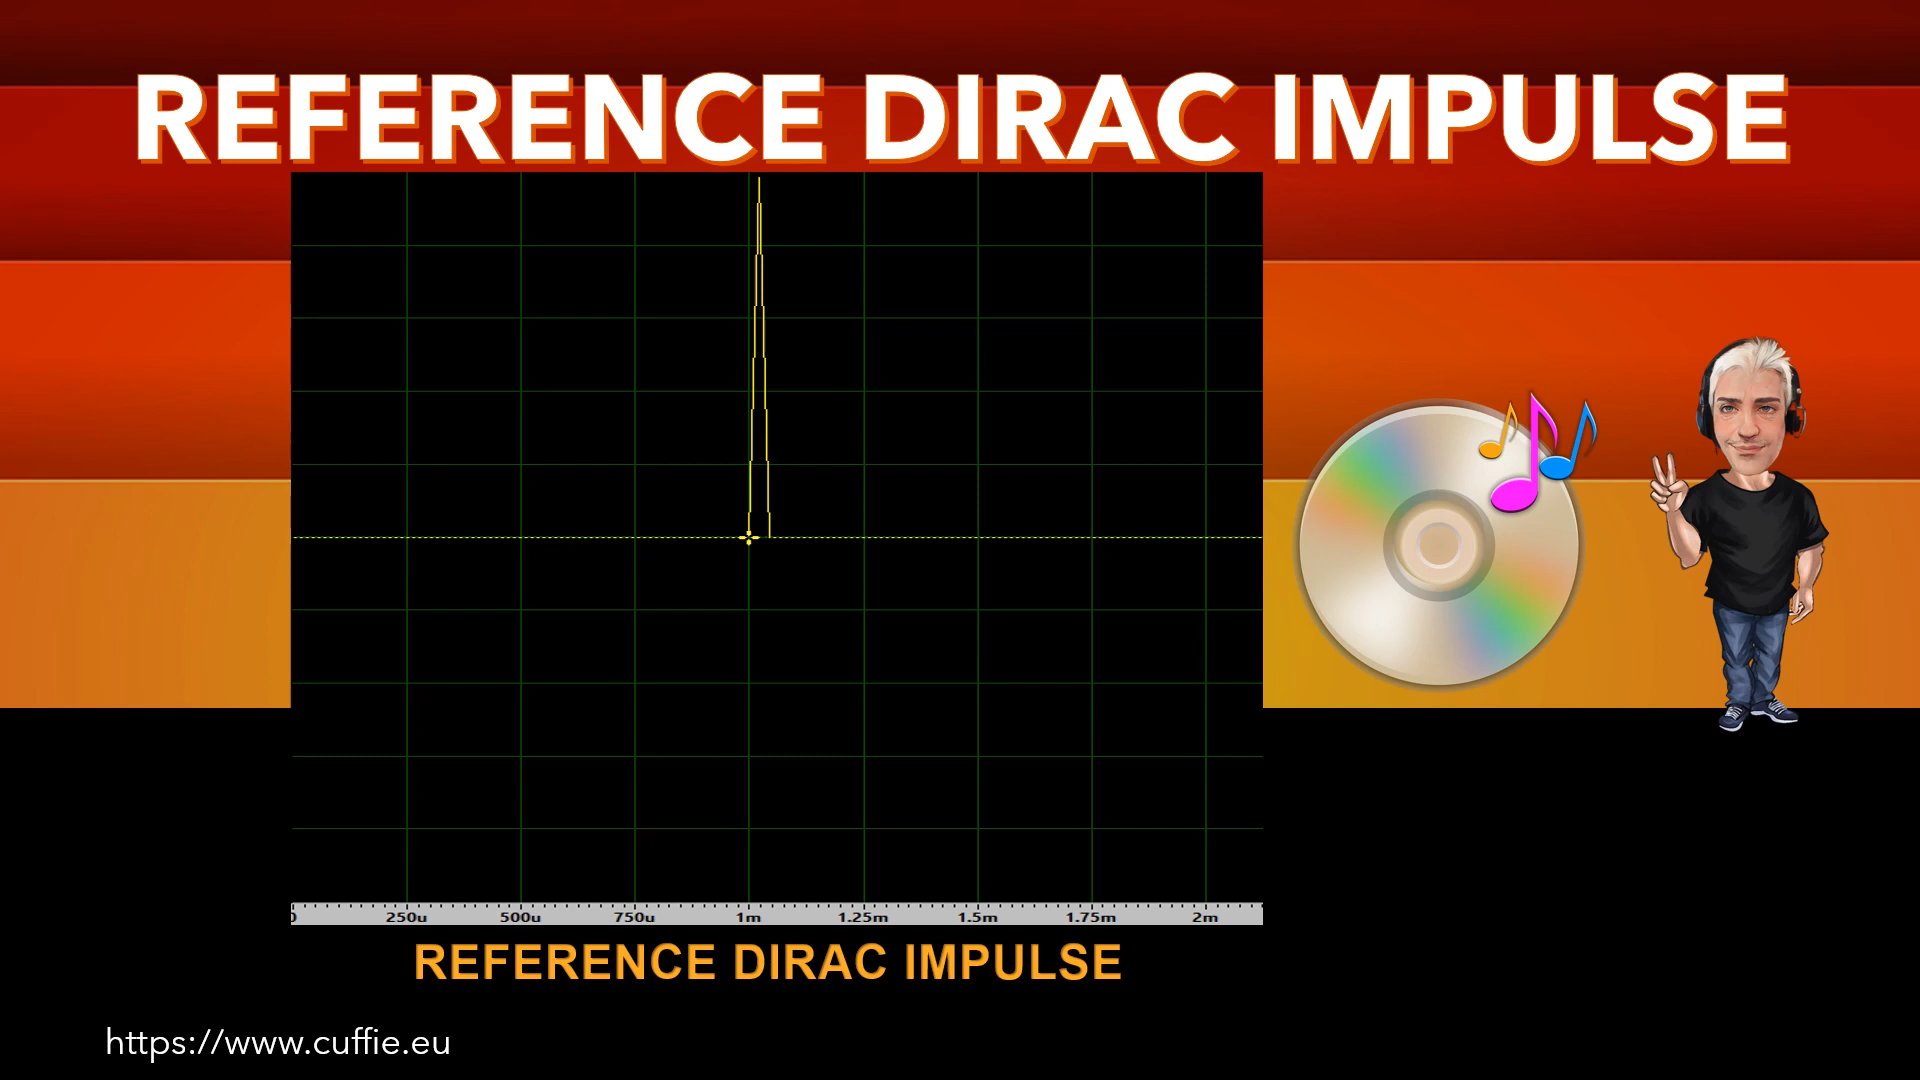 REFERENCE DIRAC IMPULSE
0 250u 500u 750u 1m 1.25m 1.5m 1.75m 2m
REFERENCE DIRAC IMPULSE
https://www.cuffie.eu